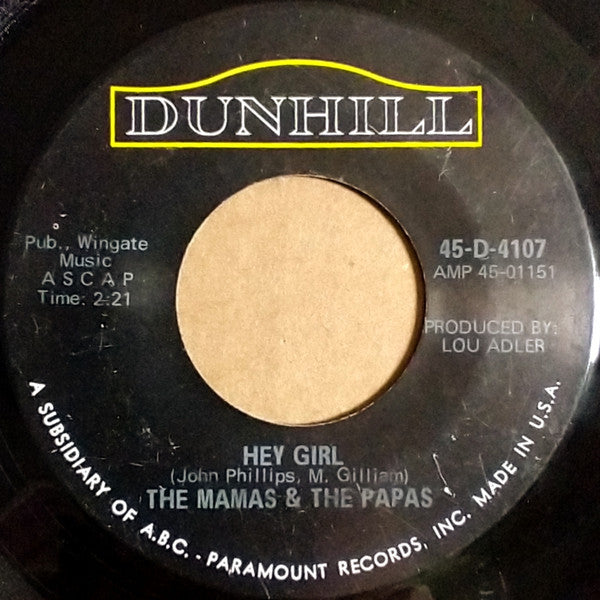 DUNHILL
Pub., Wingate
Music
ASCAP
Time: 2:21
45-D-4107
AMP 45-01151
PRODUCED BY:
LOU ADLER
HEY GIRL
(John Phillips, M. Gilliam)
THE MAMAS & THE PAPAS
A SUBSIDIARY OF A.B.C. - PARAMOUNT RECORDS, INC. MADE IN U.S.A.